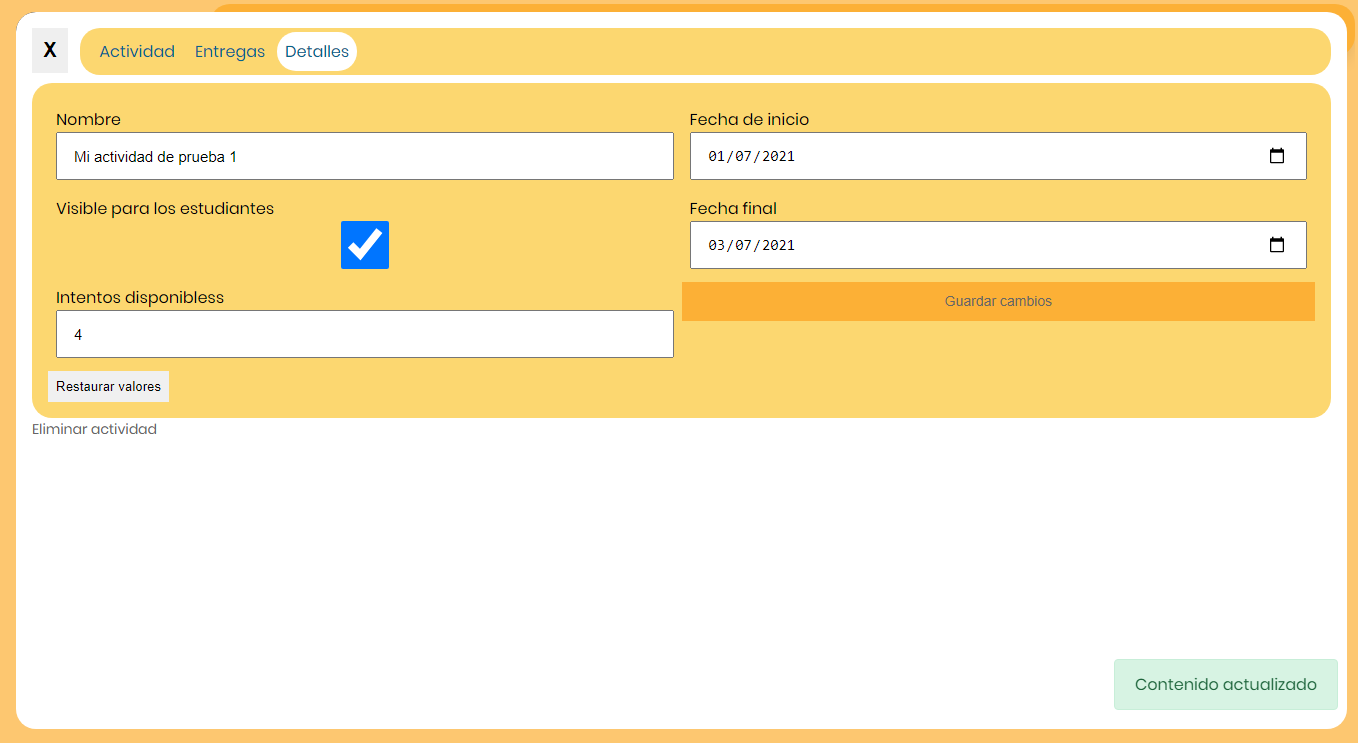 X
Actividad Entregas Detalles
Nombre
Mi actividad de prueba 1
Fecha de inicio
01/07/2021
Visible para los estudiantes
Fecha final
03/07/2021
Intentos disponibless
4
Guardar cambios
Restaurar valores
Eliminar actividad
Contenido actualizado